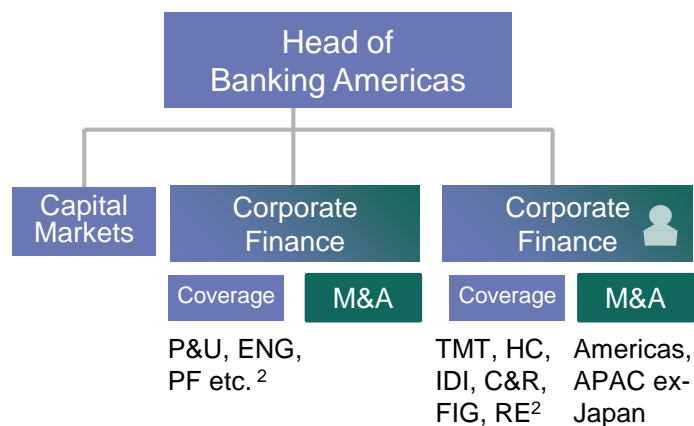 Head of
Banking Americas
Capital
Markets
Corporate
Finance
Corporate
Finance
Coverage
M&A
Coverage
M&A
P&U, ENG,
PF etc. 2
TMT, HC,
IDI, C&R,
FIG, RE2
Americas,
APAC ex-
Japan